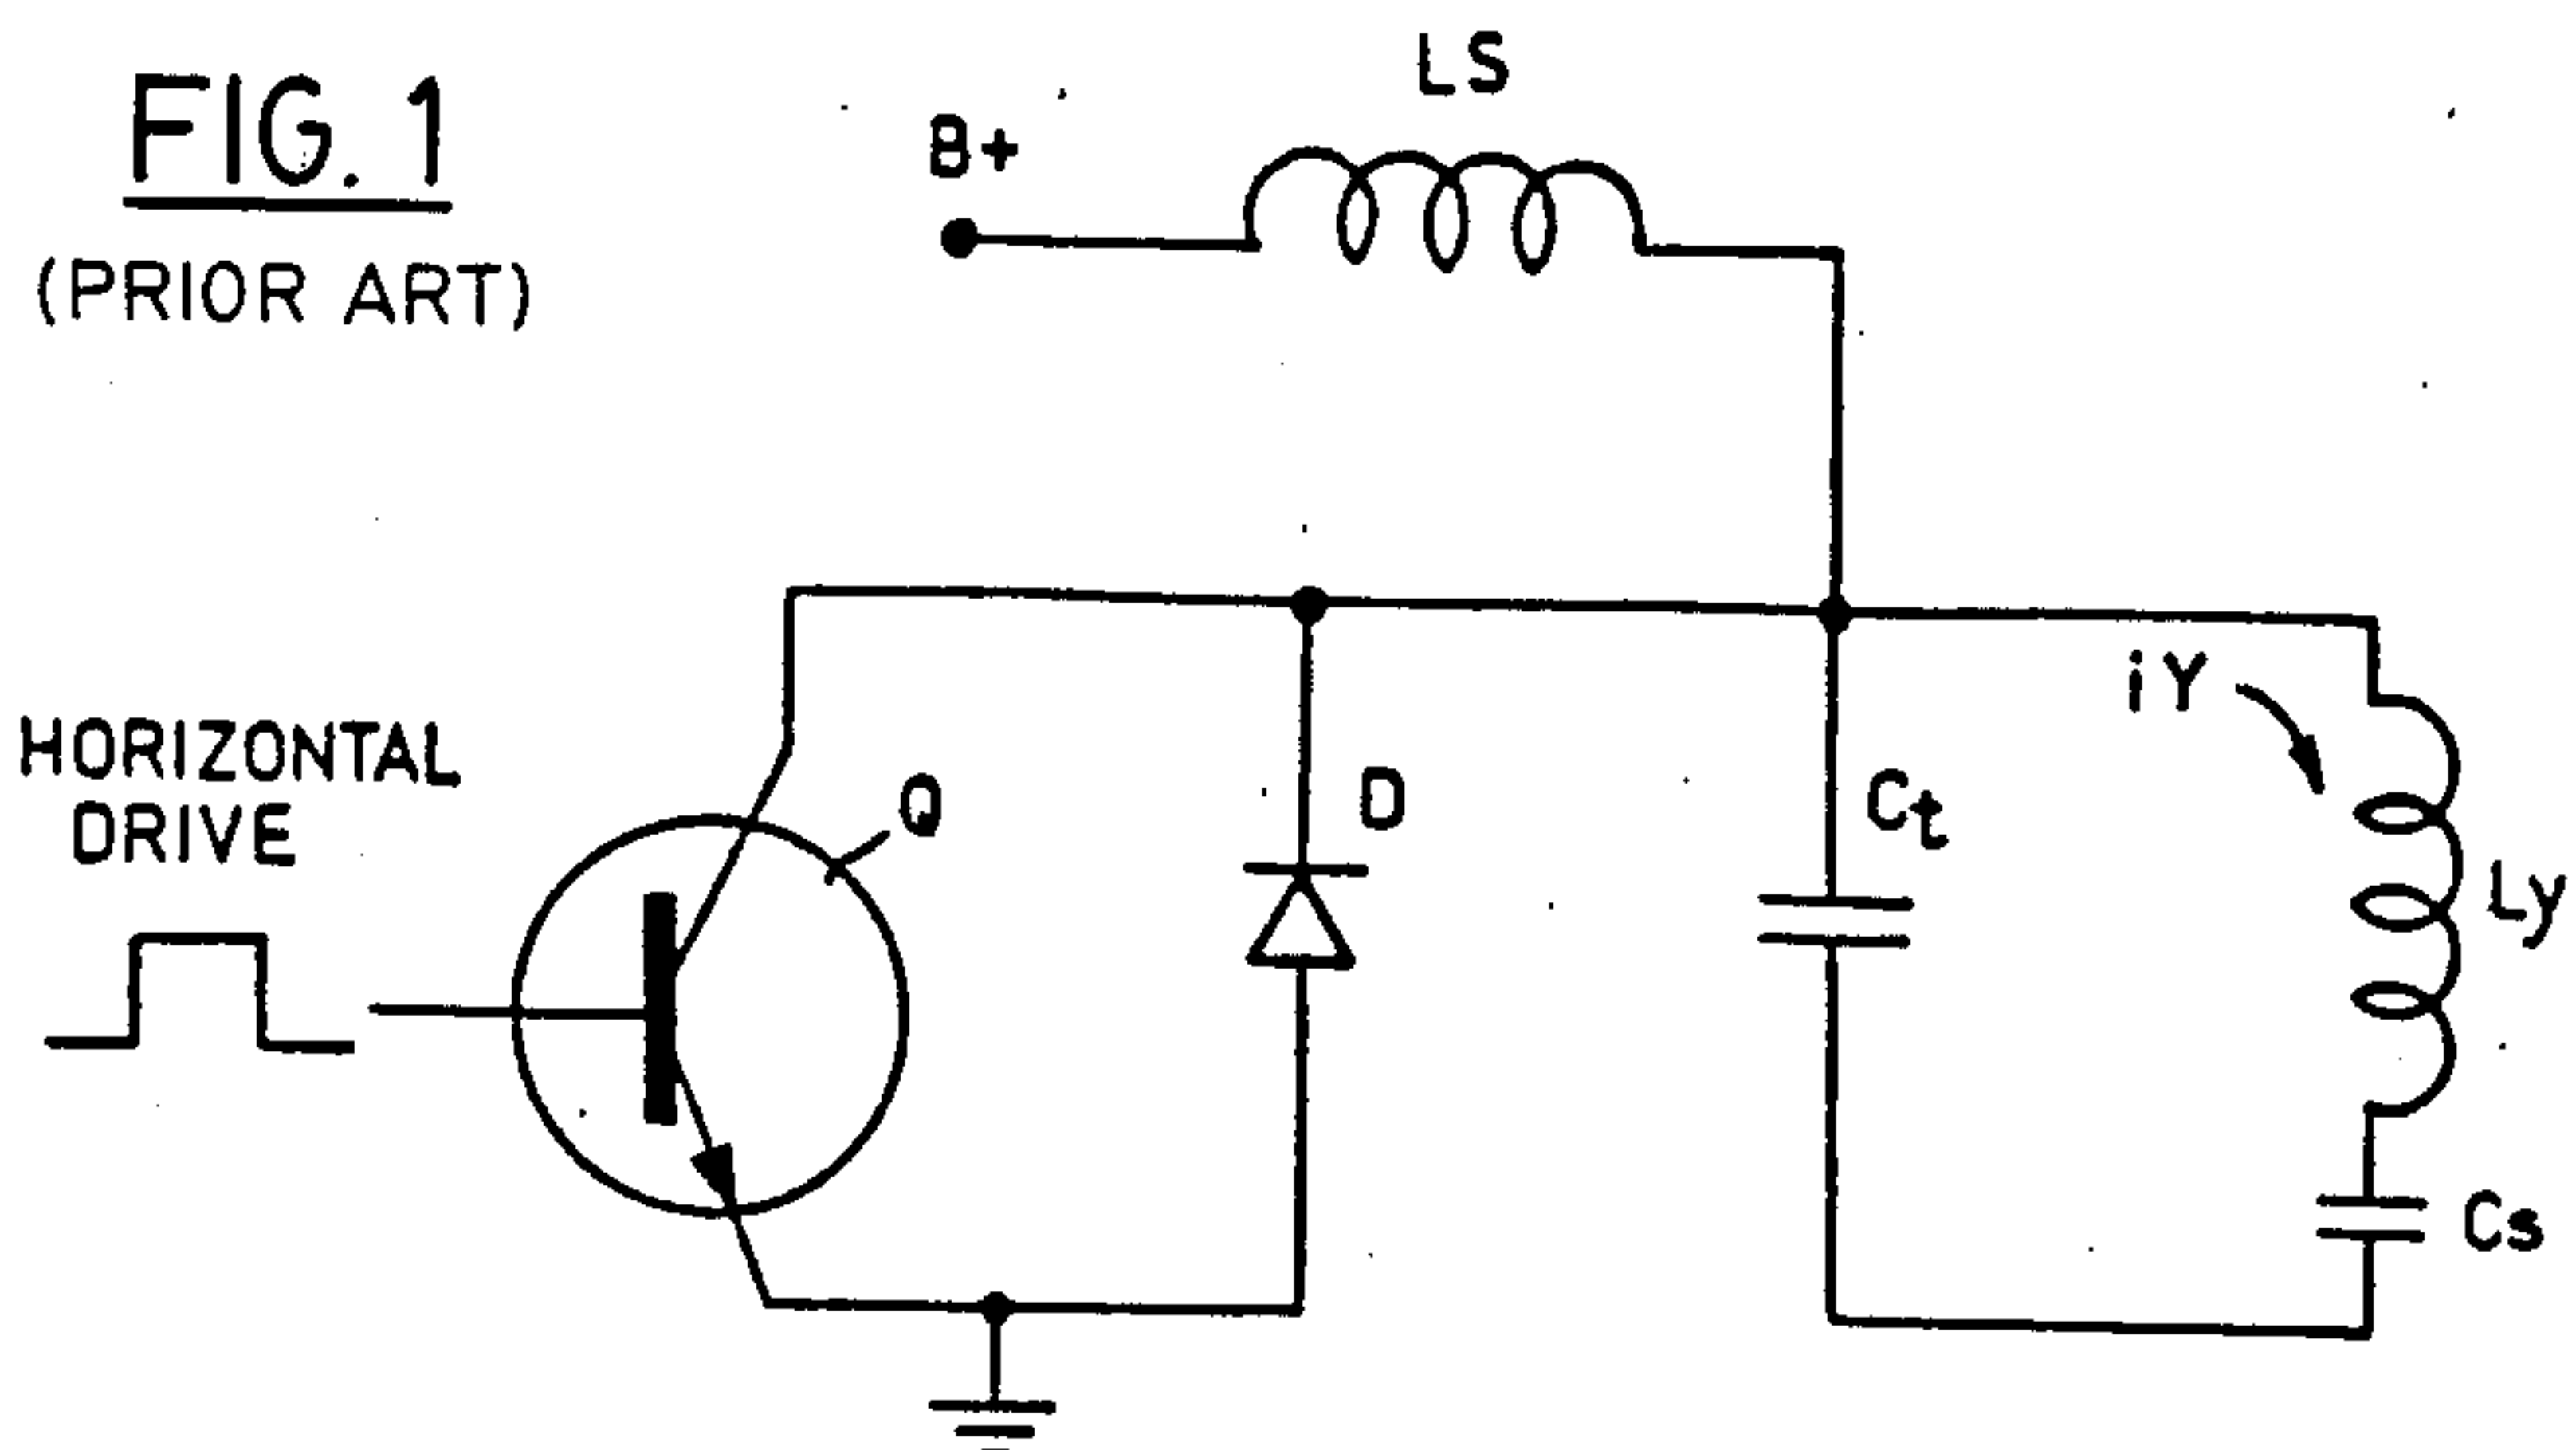 FIG. 1
(PRIOR ART)
LS
B+
iY
HORIZONTAL
DRIVE
Q
D
Ct
Ly
Cs